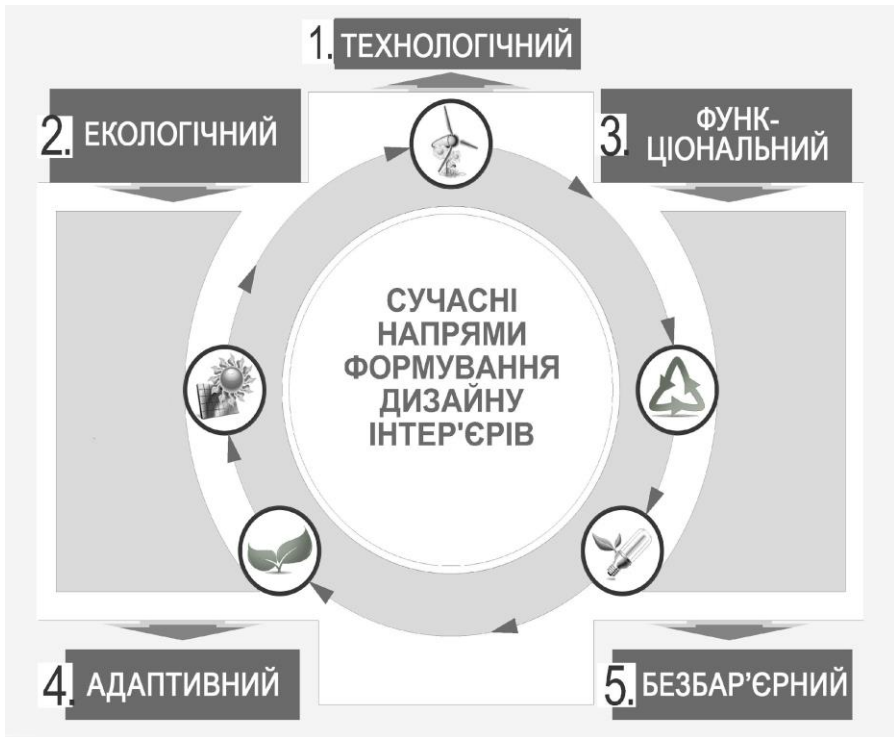 1. ТЕХНОЛОГІЧНИЙ
2. ЕКОЛОГІЧНИЙ
3. ФУНК-
ЦІОНАЛЬНИЙ
СУЧАСНІ
НАПРЯМИ
ФОРМУВАННЯ
ДИЗАЙНУ
ІНТЕР'ЄРІВ
4. АДАПТИВНИЙ
5. БЕЗБАР’ЄРНИЙ